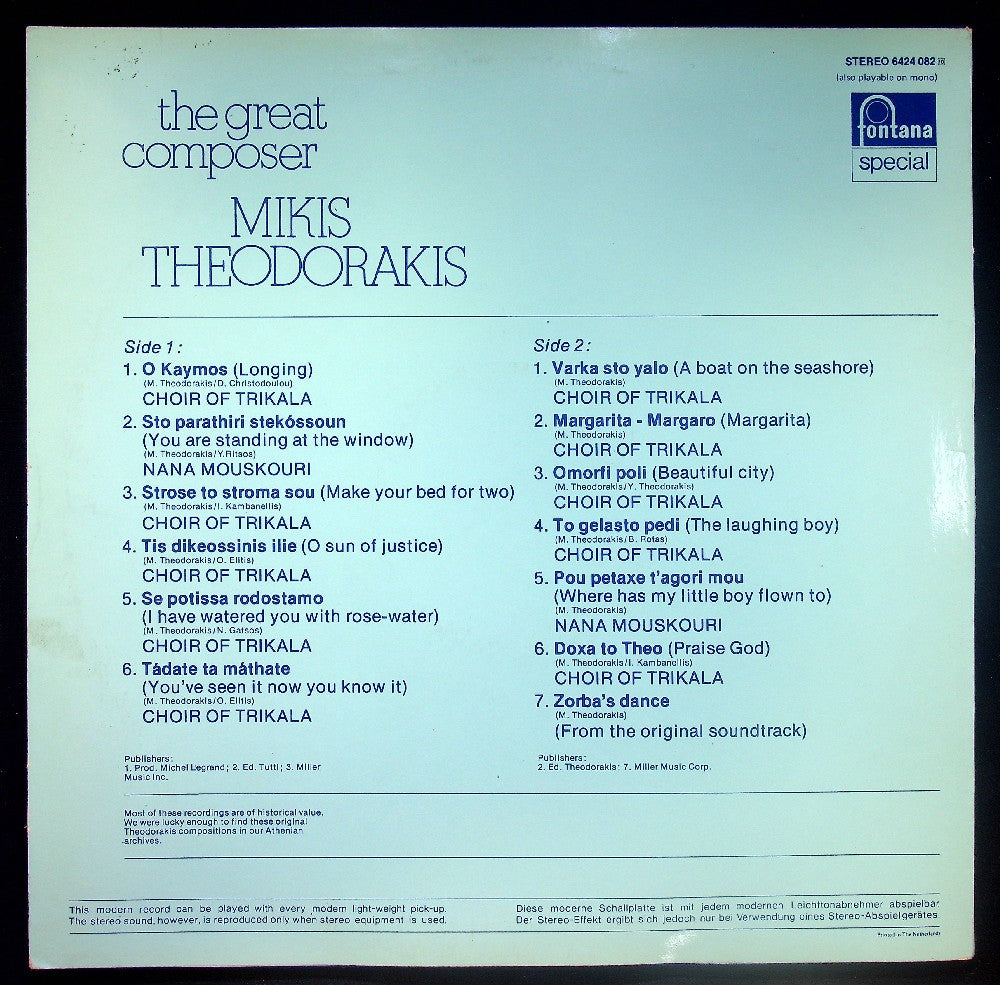 STEREO 6424 082
(also playable on mono)
fontana
special
the great
composer
MIKIS
THEODORAKIS
Side 1:
1. O Kaymos (Longing)
(M. Theodorakis/D. Christodoulou)
CHOIR OF TRIKALA
2. Sto parathiri stekóssoun
(You are standing at the window)
(M. Theodorakis/Y. Ritsos)
NANA MOUSKOURI
3. Strose to stroma sou (Make your bed for two)
(M. Theodorakis/I. Kambanellis)
CHOIR OF TRIKALA
4. Tis dikeossinis ilie (O sun of justice)
(M. Theodorakis/O. Elitis)
CHOIR OF TRIKALA
5. Se potissa rodostamo
(I have watered you with rose-water)
(M. Theodorakis/N. Gatsos)
CHOIR OF TRIKALA
6. Tádate ta máthate
(You've seen it now you know it)
(M. Theodorakis/O. Elitis)
CHOIR OF TRIKALA
Publishers:
1. Prod. Michel Legrand; 2. Ed. Tutti; 3. Miller
Music Inc.
Side 2:
1. Varka sto yalo (A boat on the seashore)
(M. Theodorakis)
CHOIR OF TRIKALA
2. Margarita - Margaro (Margarita)
(M. Theodorakis)
CHOIR OF TRIKALA
3. Omorfi poli (Beautiful city)
(M. Theodorakis/Y. Theodorakis)
CHOIR OF TRIKALA
4. To gelasto pedi (The laughing boy)
(M. Theodorakis/B. Rotas)
CHOIR OF TRIKALA
5. Pou petaxe t'agori mou
(Where has my little boy flown to)
(M. Theodorakis)
NANA MOUSKOURI
6. Doxa to Theo (Praise God)
(M. Theodorakis/I. Kambanellis)
CHOIR OF TRIKALA
7. Zorba's dance
(M. Theodorakis)
(From the original soundtrack)
Publishers:
2. Ed. Theodorakis: 7. Miller Music Corp.
Most of these recordings are of historical value.
We were lucky enough to find these original
Theodorakis compositions in our Athenian
archives.
This modern record can be played with every modern light-weight pick-up.
The stereo sound, however, is reproduced only when stereo equipment is used.
Diese moderne Schallplatte ist mit jedem modernen Leichttonabnehmer abspielbar.
Der Stereo-Effekt ergibt sich jedoch nur bei Verwendung eines Stereo-Abspielgerätes.
Printed in The Netherlands